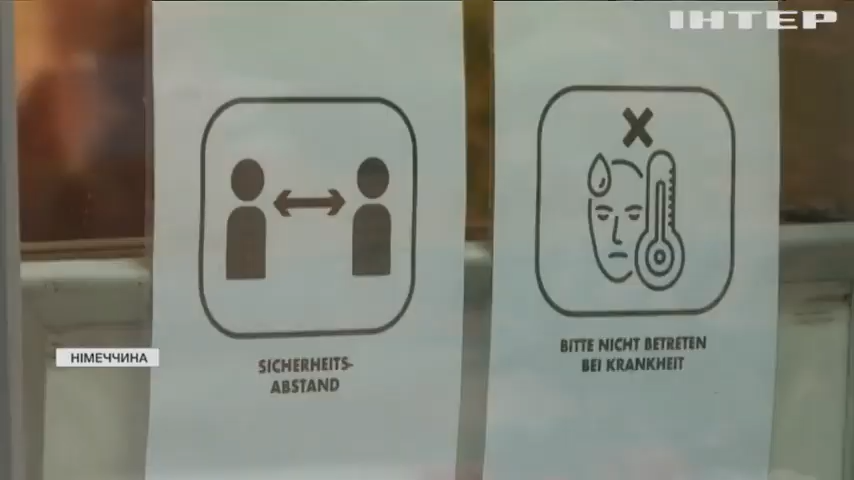 ІНТЕР
SICHERHEITS-
ABSTAND
BITTE NICHT BETRETEN
BEI KRANKHEIT
НІМЕЧЧИНА